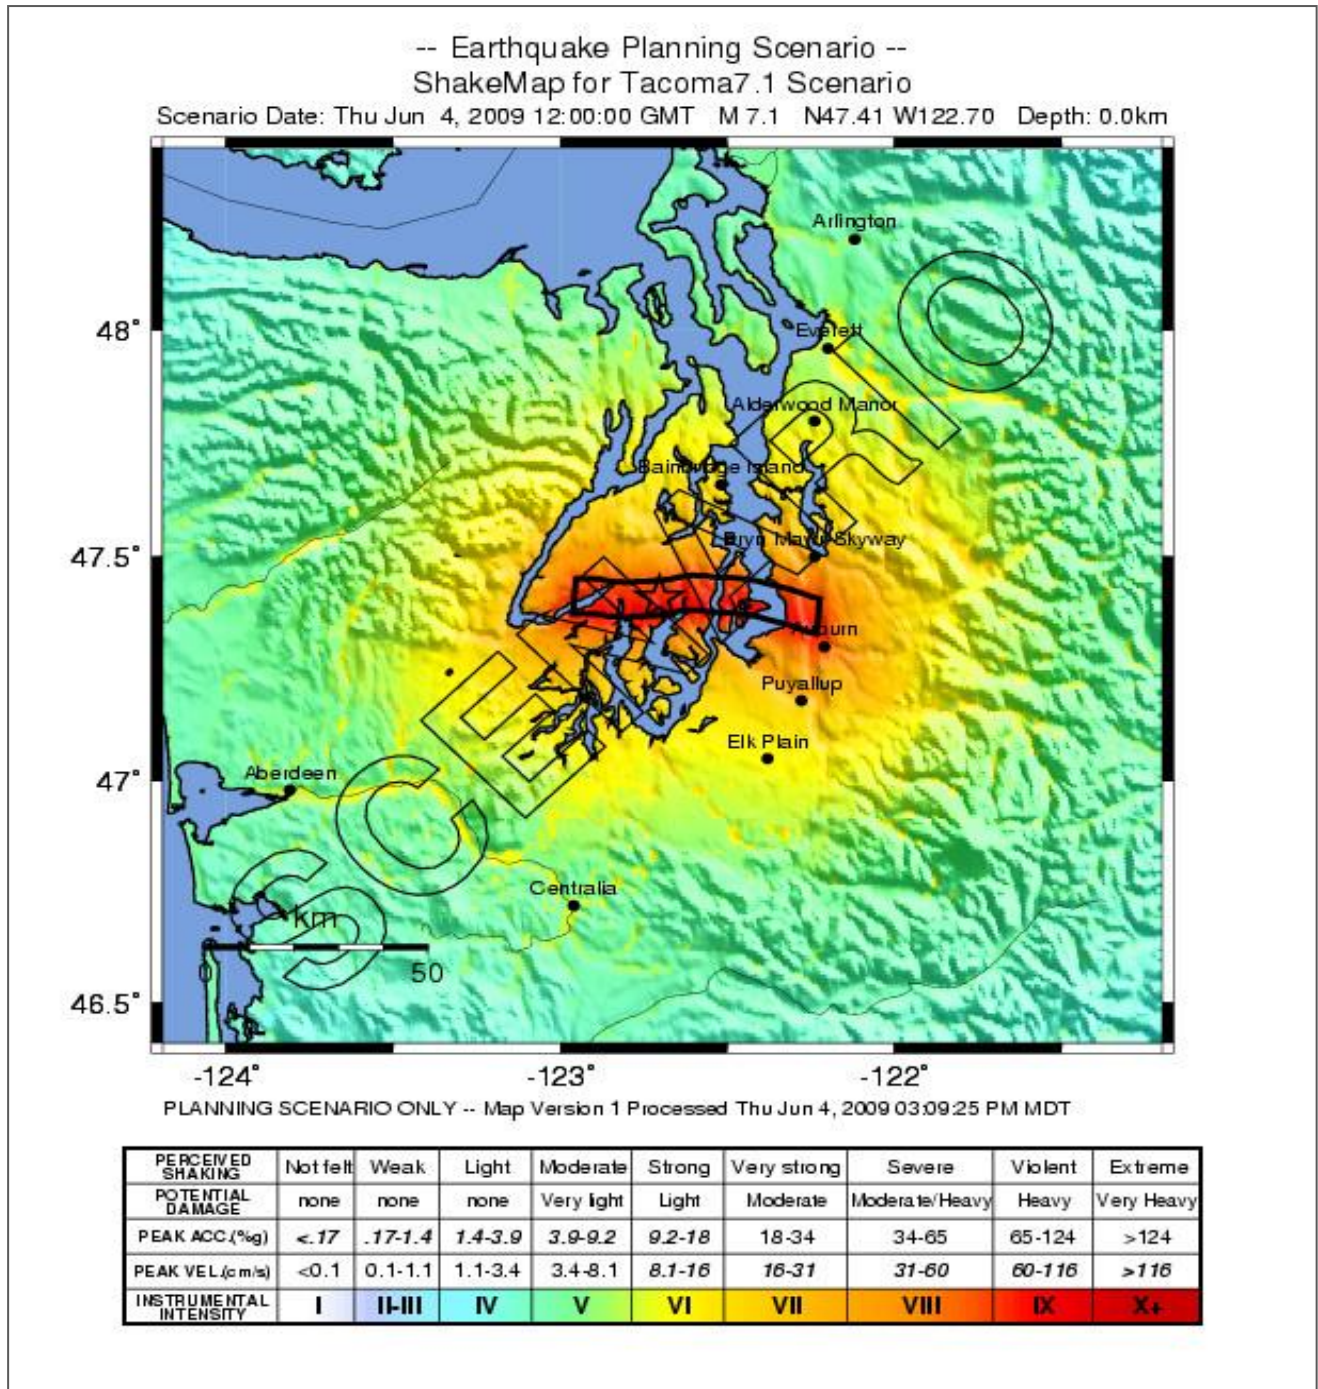 -- Earthquake Planning Scenario --
ShakeMap for Tacoma7.1 Scenario
Scenario Date: Thu Jun 4, 2009 12:00:00 GMT M 7.1 N47.41 W122.70 Depth: 0.0km
Arlington
48°
Everett
Alderwood Manor
Bainbridge Island
47.5°
Bryn Mawr-Skyway
Auburn
Puyallup
Elk Plain
47°
Aberdeen
Centralia
SCENARIO
km
0 50
46.5°
-124° -123° -122°
PLANNING SCENARIO ONLY -- Map Version 1 Processed Thu Jun 4, 2009 03:09:25 PM MDT
PERCEIVED SHAKING Not felt Weak Light Moderate Strong Very strong Severe Violent Extreme
POTENTIAL DAMAGE none none none Very light Light Moderate Moderate/Heavy Heavy Very Heavy
PEAK ACC.(%g) <.17 .17-1.4 1.4-3.9 3.9-9.2 9.2-18 18-34 34-65 65-124 >124
PEAK VEL.(cm/s) <0.1 0.1-1.1 1.1-3.4 3.4-8.1 8.1-16 16-31 31-60 60-116 >116
INSTRUMENTAL INTENSITY I II-III IV V VI VII VIII IX X+